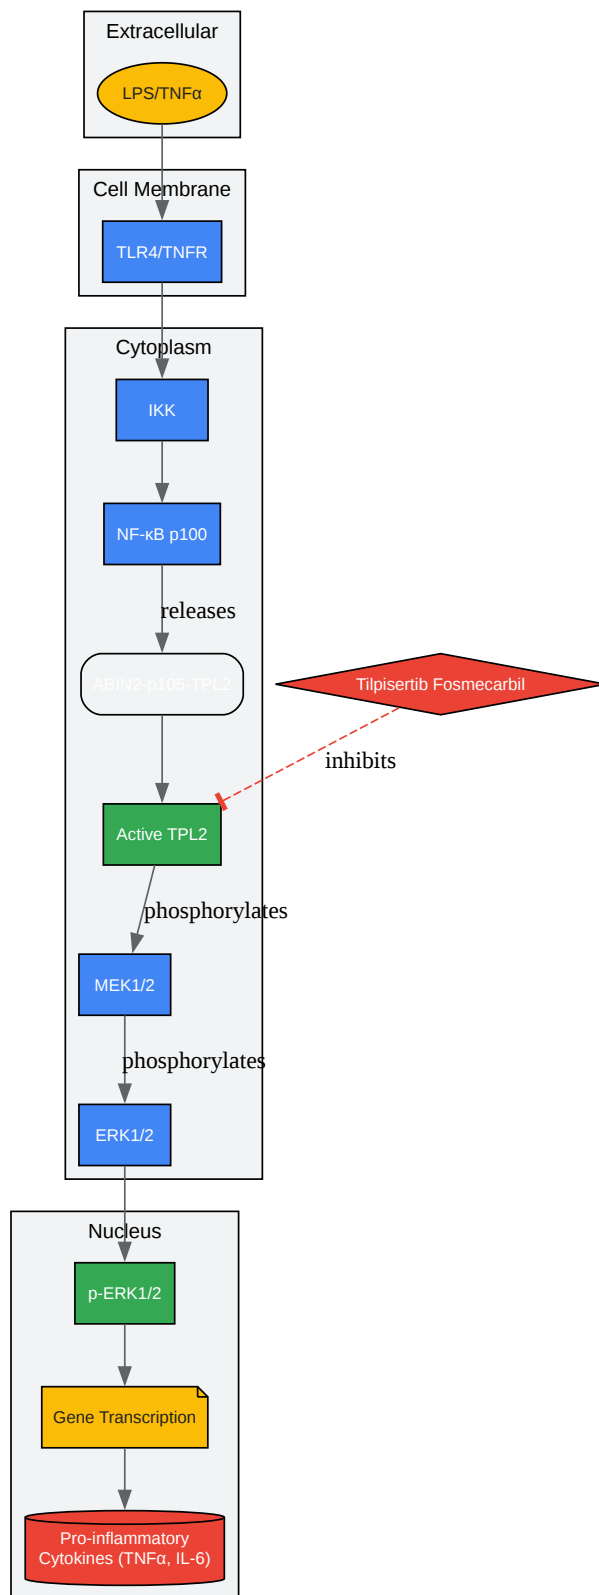 Extracellular
LPS/TNFα
Cell Membrane
TLR4/TNFR
Cytoplasm
IKK
NF-κB p100
releases
ABIN2-p105-TPL2
Tilpisertib Fosmecarbil
inhibits
Active TPL2
phosphorylates
MEK1/2
phosphorylates
ERK1/2
Nucleus
p-ERK1/2
Gene Transcription
Pro-inflammatory
Cytokines (TNFα, IL-6)